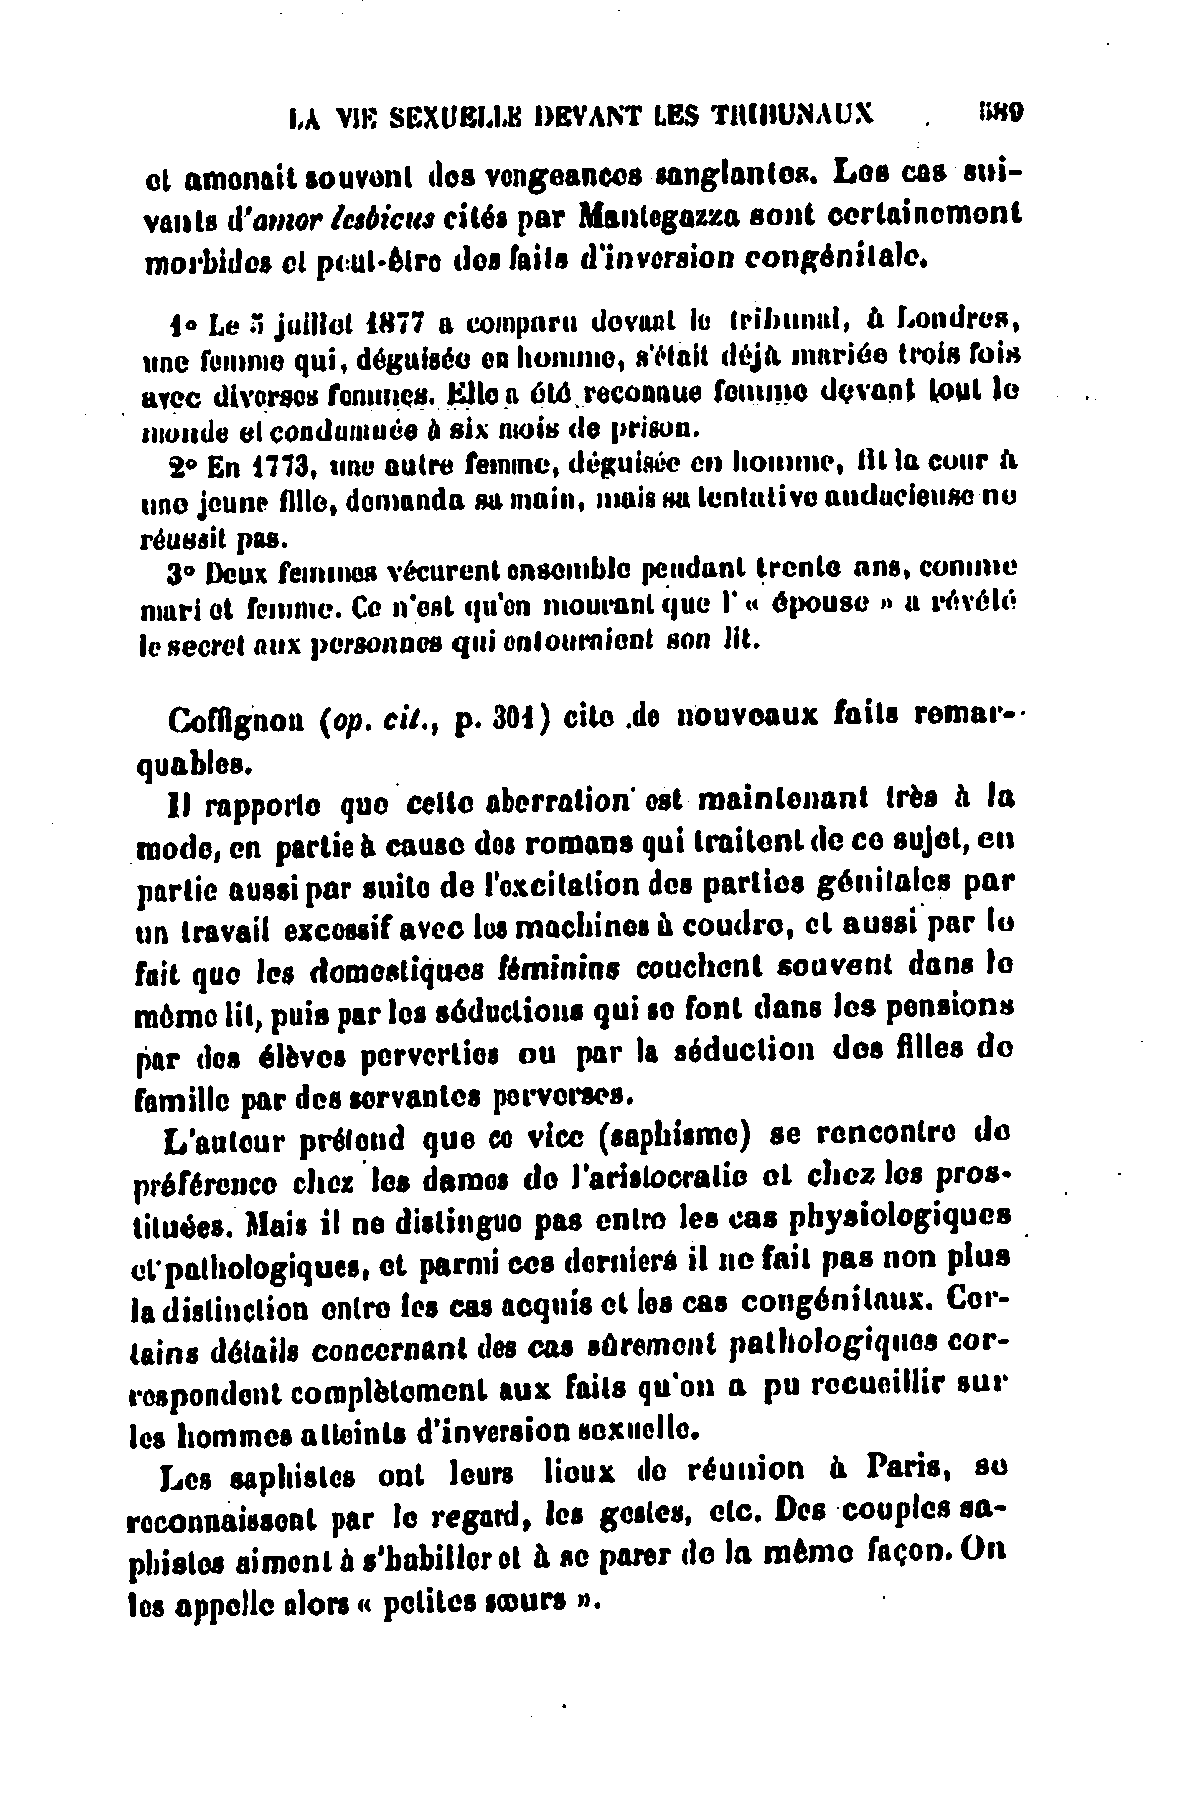 LA VIE SEXUELLE DEVANT LES TRIBUNAUX 589
et amenait souvent des vengeances sanglantes. Les cas sui-
vants d'amor lesbicus cités par Mantegazza sont certainement
morbides et peut-être des faits d'inversion congénitale.
1° Le 5 juillet 1877 a comparu devant le tribunal, à Londres,
une femme qui, déguisée en homme, s'était déjà mariée trois fois
avec diverses femmes. Elle a été reconnue femme devant tout le
monde et condamnée à six mois de prison.
2° En 1773, une autre femme, déguisée en homme, fit la cour à
une jeune fille, demanda sa main, mais sa tentative audacieuse ne
réussit pas.
3° Deux femmes vécurent ensemble pendant trente ans, comme
mari et femme. Ce n'est qu'en mourant que l' « épouse » a révélé
le secret aux personnes qui entouraient son lit.
Coffignon (op. cit., p. 301) cite de nouveaux faits remar-
quables.
Il rapporte que cette aberration est maintenant très à la
mode, en partie à cause des romans qui traitent de ce sujet, en
partie aussi par suite de l'excitation des parties génitales par
un travail excessif avec les machines à coudre, et aussi par le
fait que les domestiques féminins couchent souvent dans le
même lit, puis par les séductions qui se font dans les pensions
par des élèves perverties ou par la séduction des filles de
famille par des servantes perverses.
L'auteur prétend que ce vice (saphisme) se rencontre de
préférence chez les dames de l'aristocratie et chez les pros-
tituées. Mais il ne distingue pas entre les cas physiologiques
et pathologiques, et parmi ces derniers il ne fait pas non plus
la distinction entre les cas acquis et les cas congénitaux. Cer-
tains détails concernant des cas sûrement pathologiques cor-
respondent complètement aux faits qu'on a pu recueillir sur
les hommes atteints d'inversion sexuelle.
Les saphistes ont leurs lieux de réunion à Paris, se
reconnaissent par le regard, les gestes, etc. Des couples sa-
phistes aiment à s'habiller et à se parer de la même façon. On
les appelle alors « petites sœurs ».